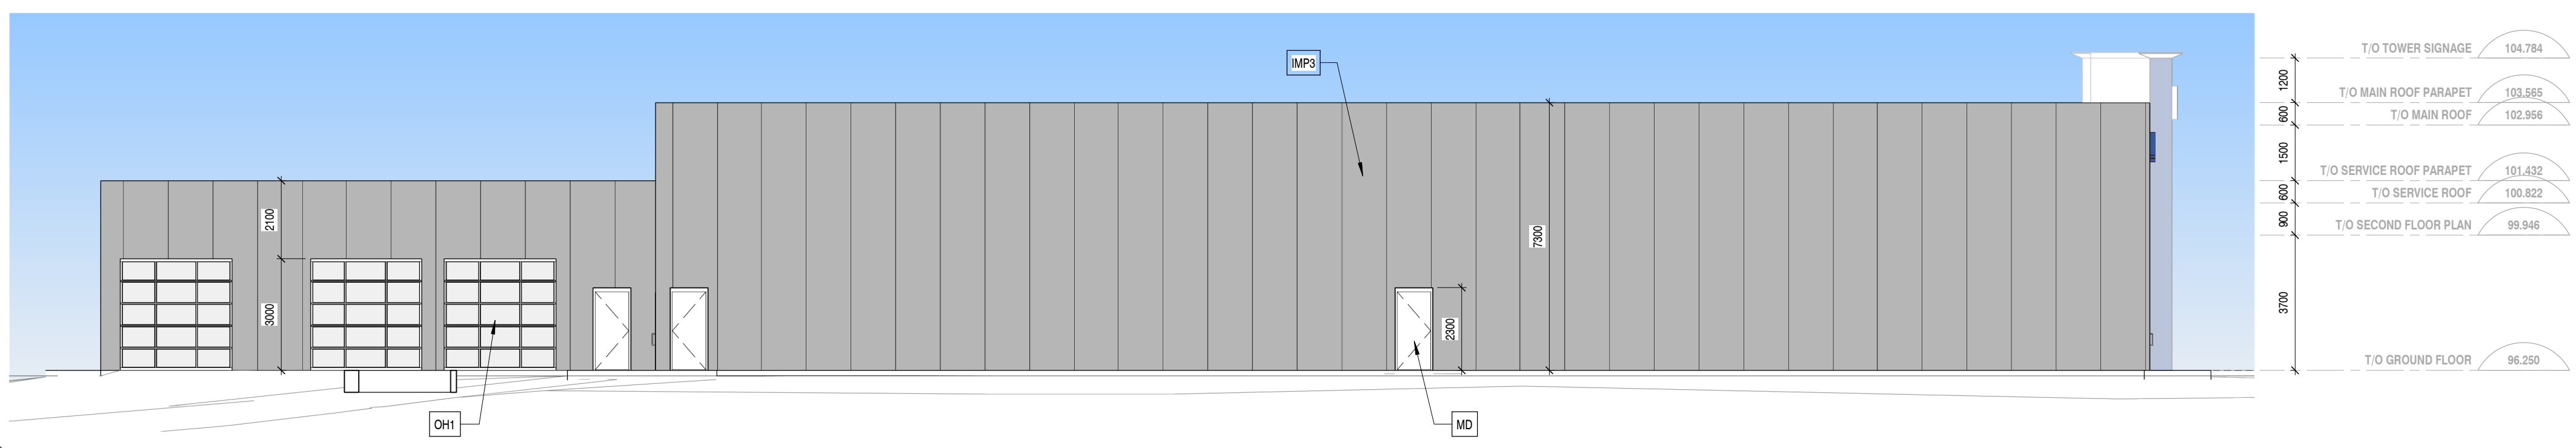 IMP3
T/O TOWER SIGNAGE 104.784
1200
T/O MAIN ROOF PARAPET 103.565
600
T/O MAIN ROOF 102.956
1500
T/O SERVICE ROOF PARAPET 101.432
600
T/O SERVICE ROOF 100.822
900
T/O SECOND FLOOR PLAN 99.946
2100
7300
3000
2300
3700
T/O GROUND FLOOR 96.250
OH1
MD